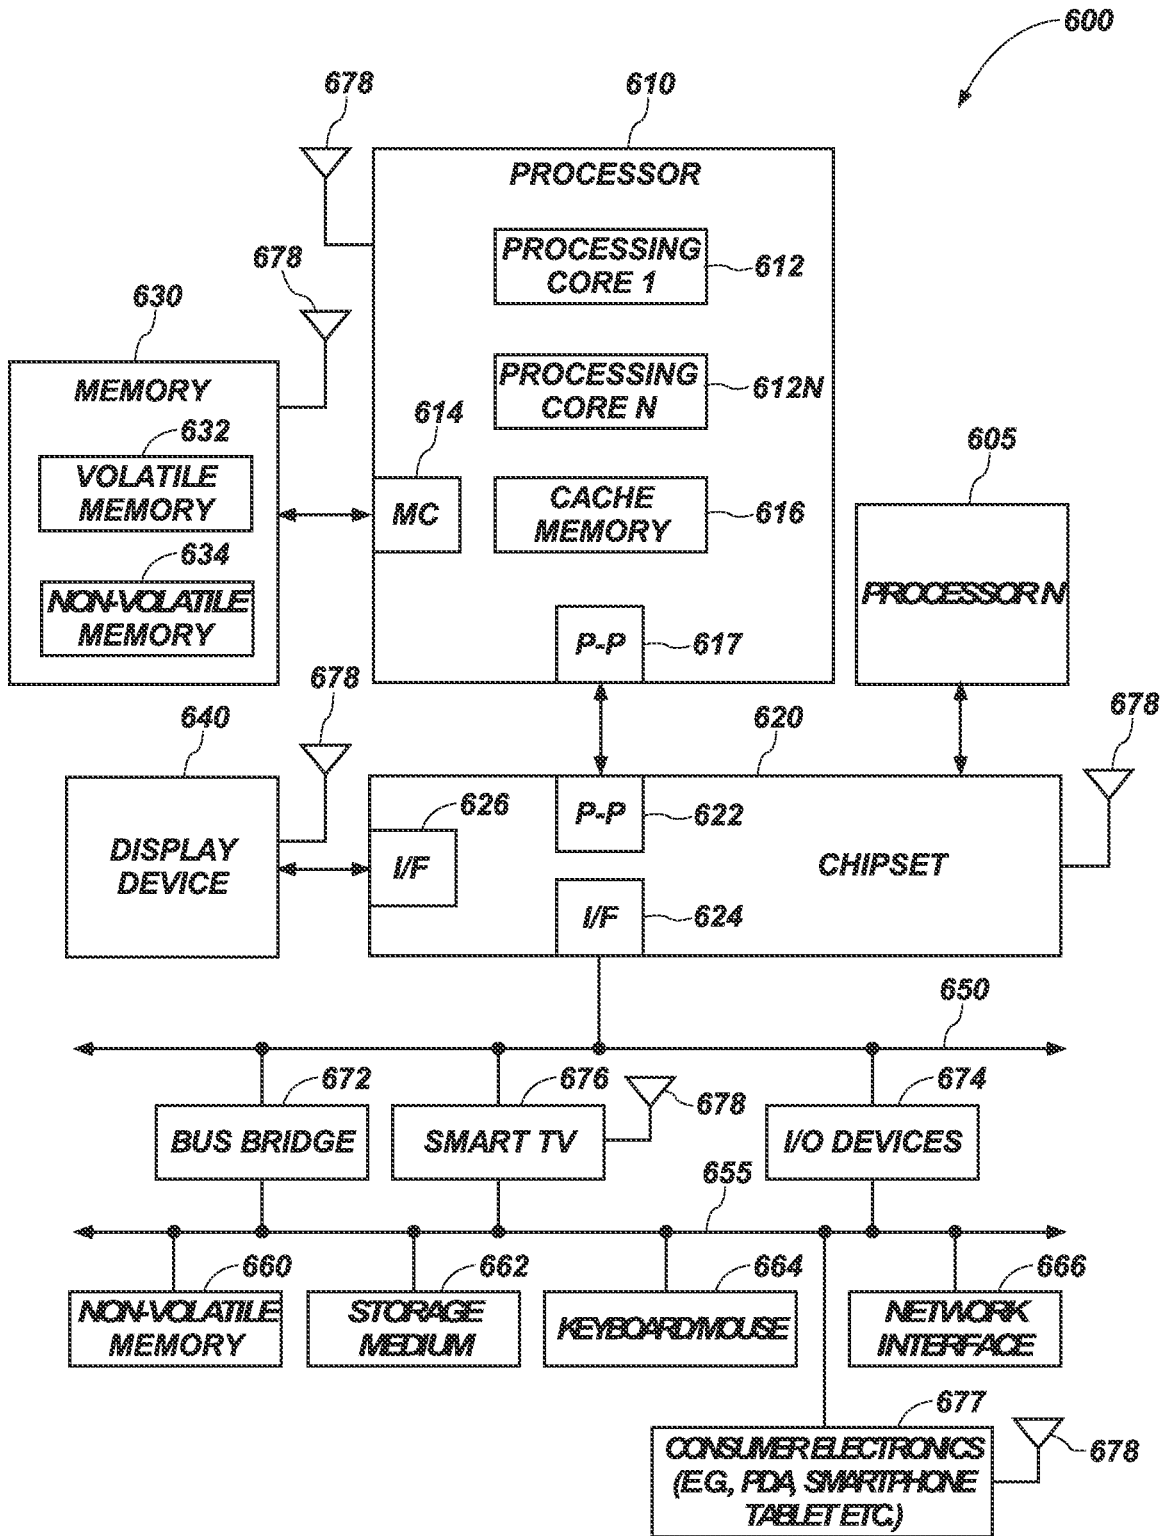 600
678
610
PROCESSOR
PROCESSING
CORE 1
612
678
630
MEMORY
PROCESSING
CORE N
612N
614
632
VOLATILE
MEMORY
605
MC
CACHE
MEMORY
616
634
NON-VOLATILE
MEMORY
PROCESSOR N
P-P
617
678
640
620
678
626
P-P
622
DISPLAY
DEVICE
I/F
CHIPSET
I/F
624
650
672
676
678
674
BUS BRIDGE
SMART TV
I/O DEVICES
655
660
662
664
666
NON-VOLATILE
MEMORY
STORAGE
MEDIUM
KEYBOARD/MOUSE
NETWORK
INTERFACE
677
CONSUMER ELECTRONICS
(E.G., PDA, SMARTPHONE
TABLET ETC.)
678